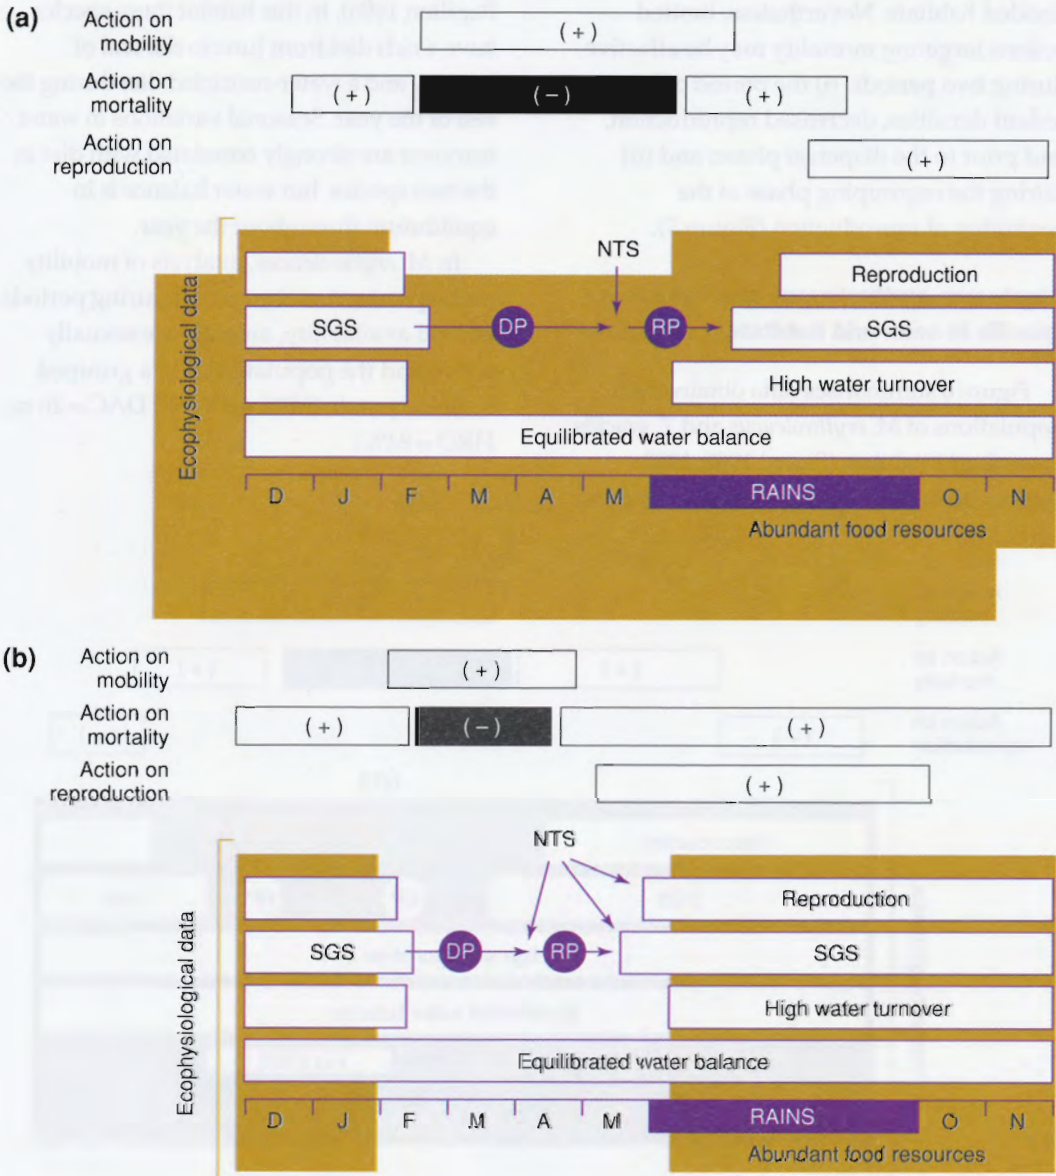 (a)
Action on
mobility
(+)
Action on
mortality
(+) (−) (+)
Action on
reproduction
(+)
Ecophysiological data
NTS
Reproduction
SGS DP RP SGS
High water turnover
Equilibrated water balance
D J F M A M RAINS O N
Abundant food resources
(b)
Action on
mobility
(+)
Action on
mortality
(+) (−) (+)
Action on
reproduction
(+)
Ecophysiological data
NTS
Reproduction
SGS DP RP SGS
High water turnover
Equilibrated water balance
D J F M A M RAINS O N
Abundant food resources